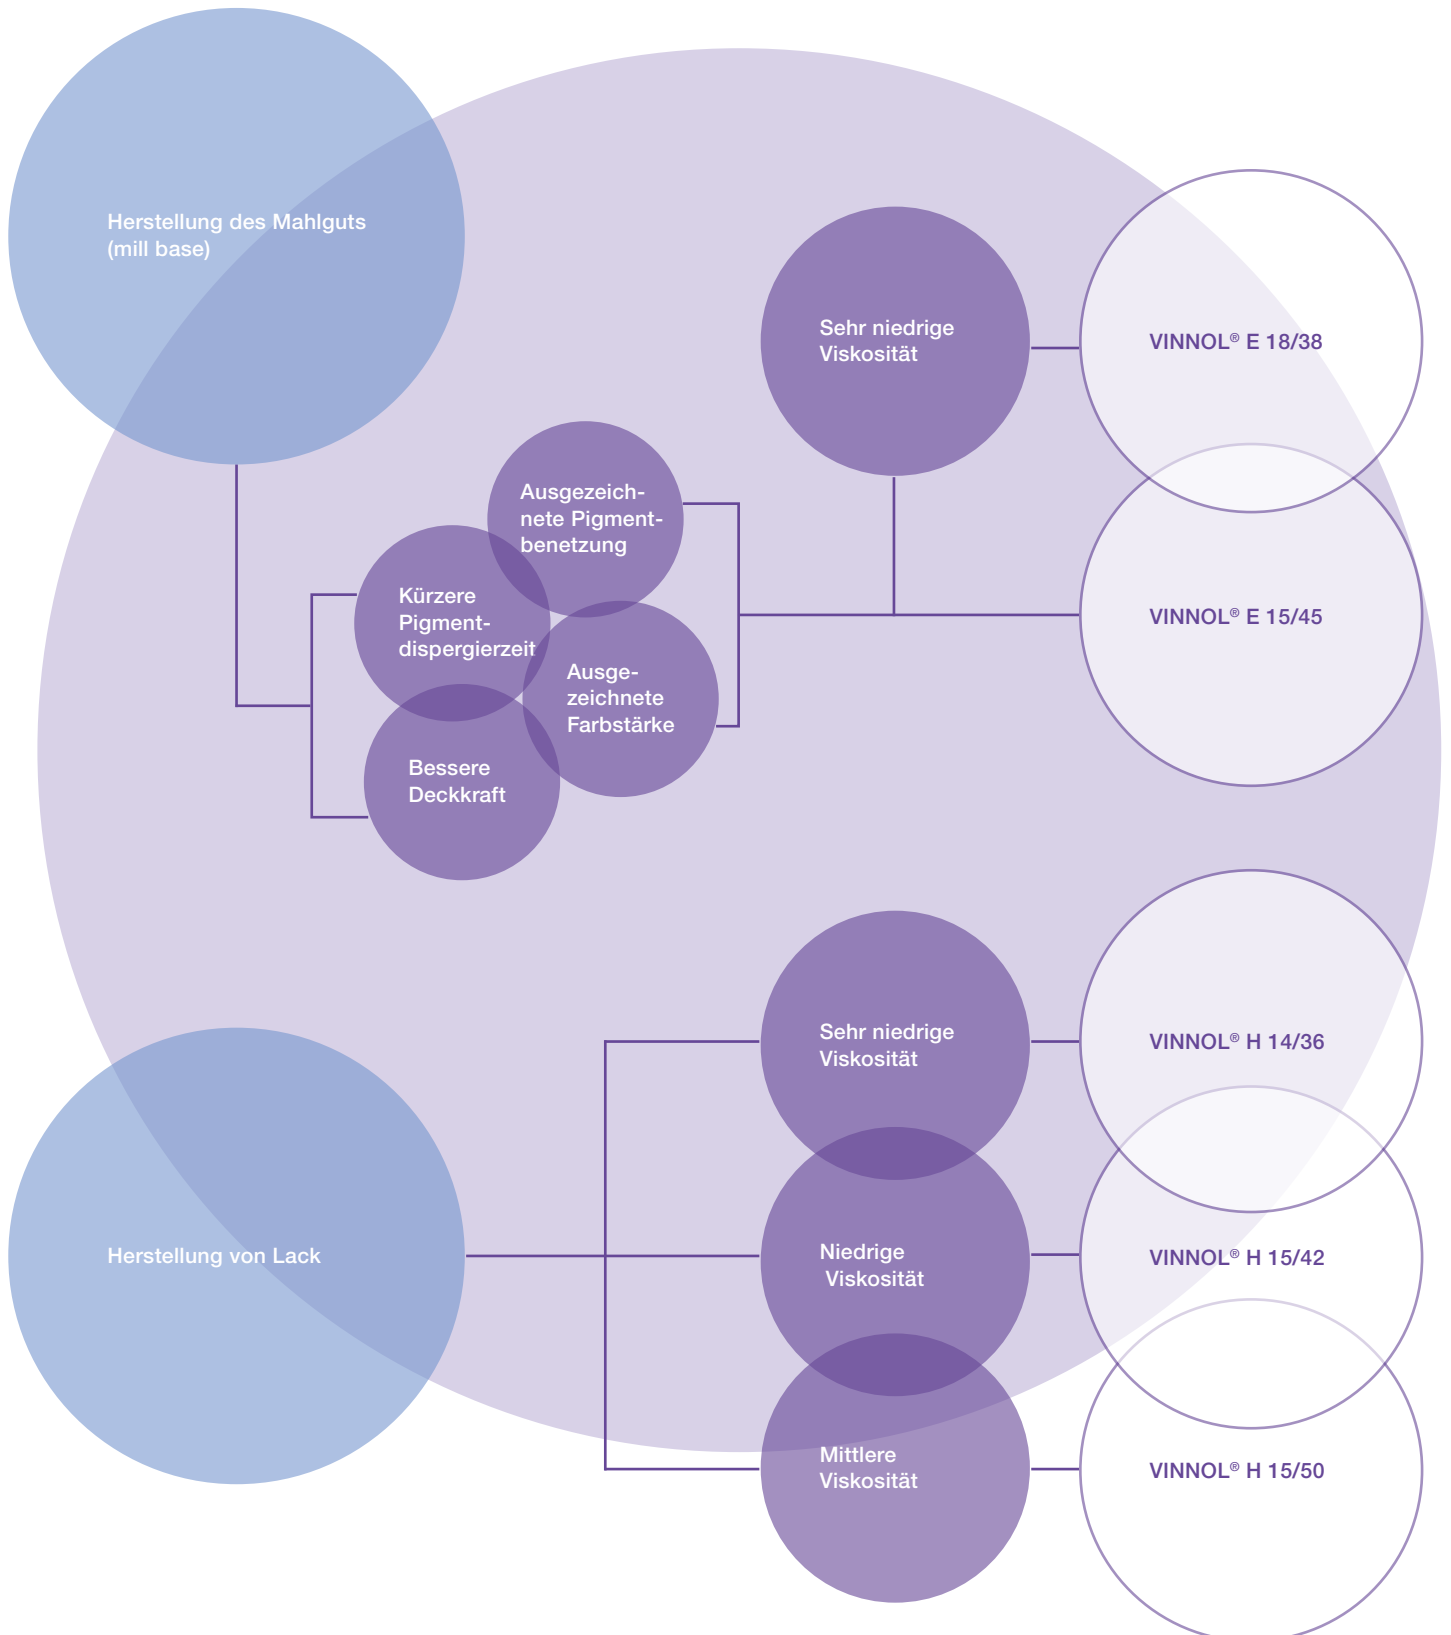 Herstellung des Mahlguts
(mill base)
Sehr niedrige
Viskosität
VINNOL® E 18/38
Ausgezeich-
nete Pigment-
benetzung
Kürzere
Pigment-
dispergierzeit
Ausge-
zeichnete
Farbstärke
Bessere
Deckkraft
VINNOL® E 15/45
Herstellung von Lack
Sehr niedrige
Viskosität
VINNOL® H 14/36
Niedrige
Viskosität
VINNOL® H 15/42
Mittlere
Viskosität
VINNOL® H 15/50